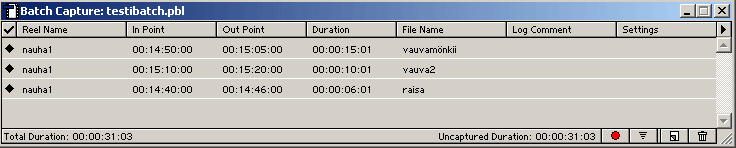 Batch Capture: testibatch.pbl
Reel Name In Point Out Point Duration File Name Log Comment Settings
nauha1 00:14:50:00 00:15:05:00 00:00:15:01 vauvamönkii
nauha1 00:15:10:00 00:15:20:00 00:00:10:01 vauva2
nauha1 00:14:40:00 00:14:46:00 00:00:06:01 raisa
Total Duration: 00:00:31:03 Uncaptured Duration: 00:00:31:03